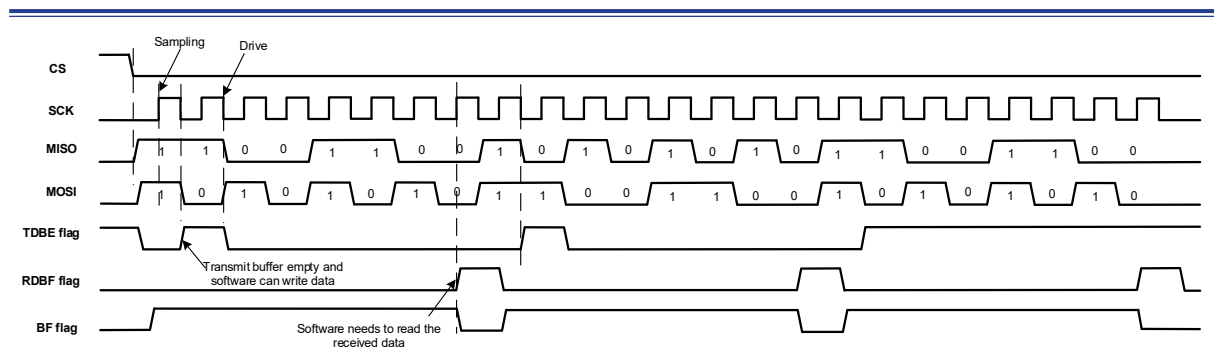 Sampling
Drive
CS
SCK
MISO
1 1 0 0 1 1 0 0 1 0 1 0 1 0 1 0 1 1 0 0 1 1 0 0
MOSI
1 0 1 0 1 0 1 0 1 1 0 0 1 1 0 0 1 0 1 0 1 0 1 0
TDBE flag
Transmit buffer empty and
software can write data
RDBF flag
Software needs to read the
received data
BF flag